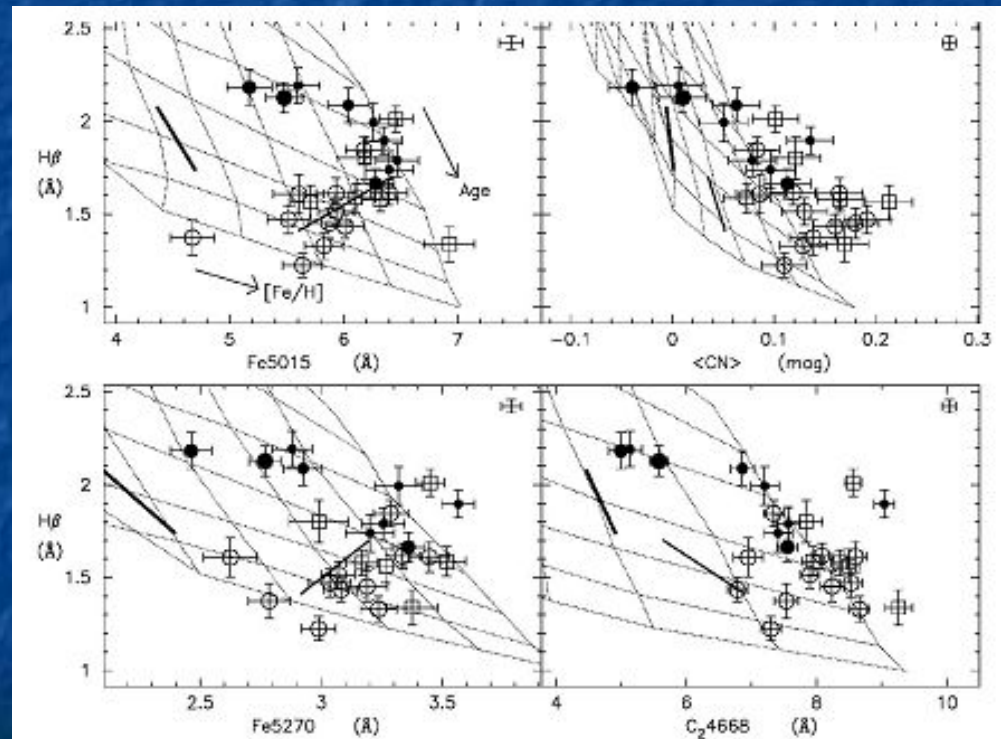 2.5
2
Hβ
(Å)
1.5
1
Age
[Fe/H]
4 5 6 7
Fe5015 (Å)
−0.1 0 0.1 0.2 0.3
<CN> (mag)
2.5
2
Hβ
(Å)
1.5
1
2.5 3 3.5
Fe5270 (Å)
4 6 8 10
C₂4668 (Å)